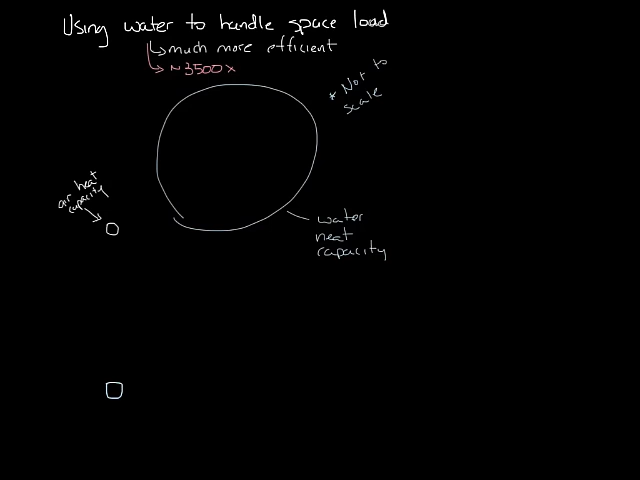 Using water to handle space load
↳ much more efficient
↳ ~3500x
* Not to
scale
air heat
capacity
water
heat
capacity